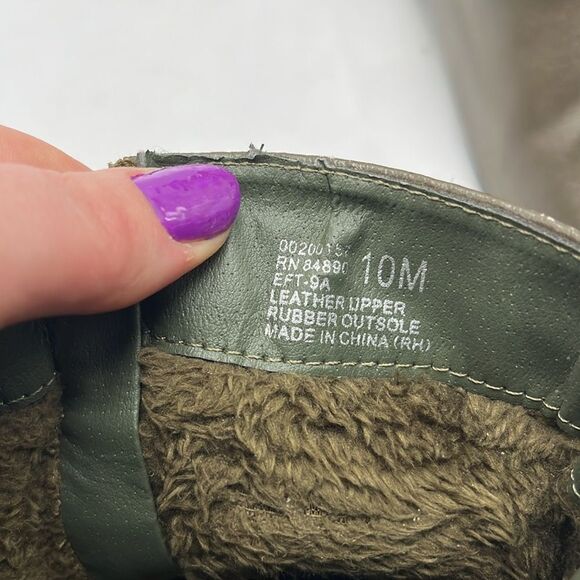 RN 84890 10M
EFT-9A
LEATHER UPPER
RUBBER OUTSOLE
MADE IN CHINA (RH)